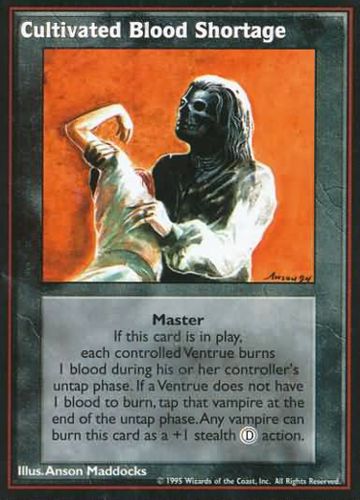 Cultivated Blood Shortage
Anson 94
Master
If this card is in play,
each controlled Ventrue burns
1 blood during his or her controller's
untap phase. If a Ventrue does not have
1 blood to burn, tap that vampire at the
end of the untap phase. Any vampire can
burn this card as a +1 stealth Ⓓ action.
Illus. Anson Maddocks
© 1995 Wizards of the Coast, Inc. All Rights Reserved.